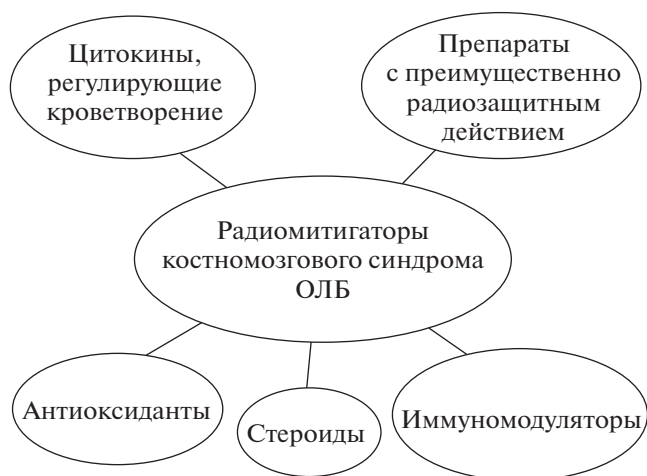 Цитокины,
регулирующие
кроветворение
Препараты
с преимущественно
радиозащитным
действием
Радиомитигаторы
костномозгового синдрома
ОЛБ
Антиоксиданты
Стероиды
Иммуномодуляторы